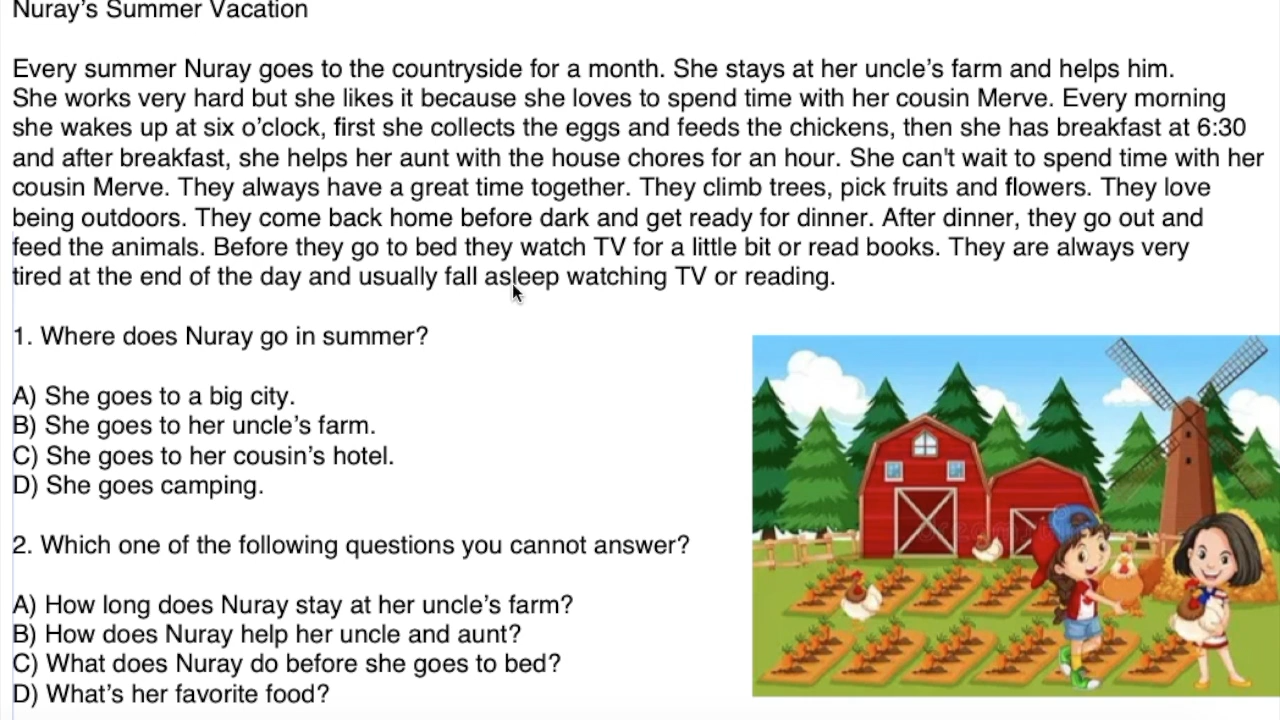 Nuray's Summer Vacation
Every summer Nuray goes to the countryside for a month. She stays at her uncle's farm and helps him.
She works very hard but she likes it because she loves to spend time with her cousin Merve. Every morning
she wakes up at six o'clock, first she collects the eggs and feeds the chickens, then she has breakfast at 6:30
and after breakfast, she helps her aunt with the house chores for an hour. She can't wait to spend time with her
cousin Merve. They always have a great time together. They climb trees, pick fruits and flowers. They love
being outdoors. They come back home before dark and get ready for dinner. After dinner, they go out and
feed the animals. Before they go to bed they watch TV for a little bit or read books. They are always very
tired at the end of the day and usually fall asleep watching TV or reading.
1. Where does Nuray go in summer?
A) She goes to a big city.
B) She goes to her uncle's farm.
C) She goes to her cousin's hotel.
D) She goes camping.
2. Which one of the following questions you cannot answer?
A) How long does Nuray stay at her uncle's farm?
B) How does Nuray help her uncle and aunt?
C) What does Nuray do before she goes to bed?
D) What's her favorite food?